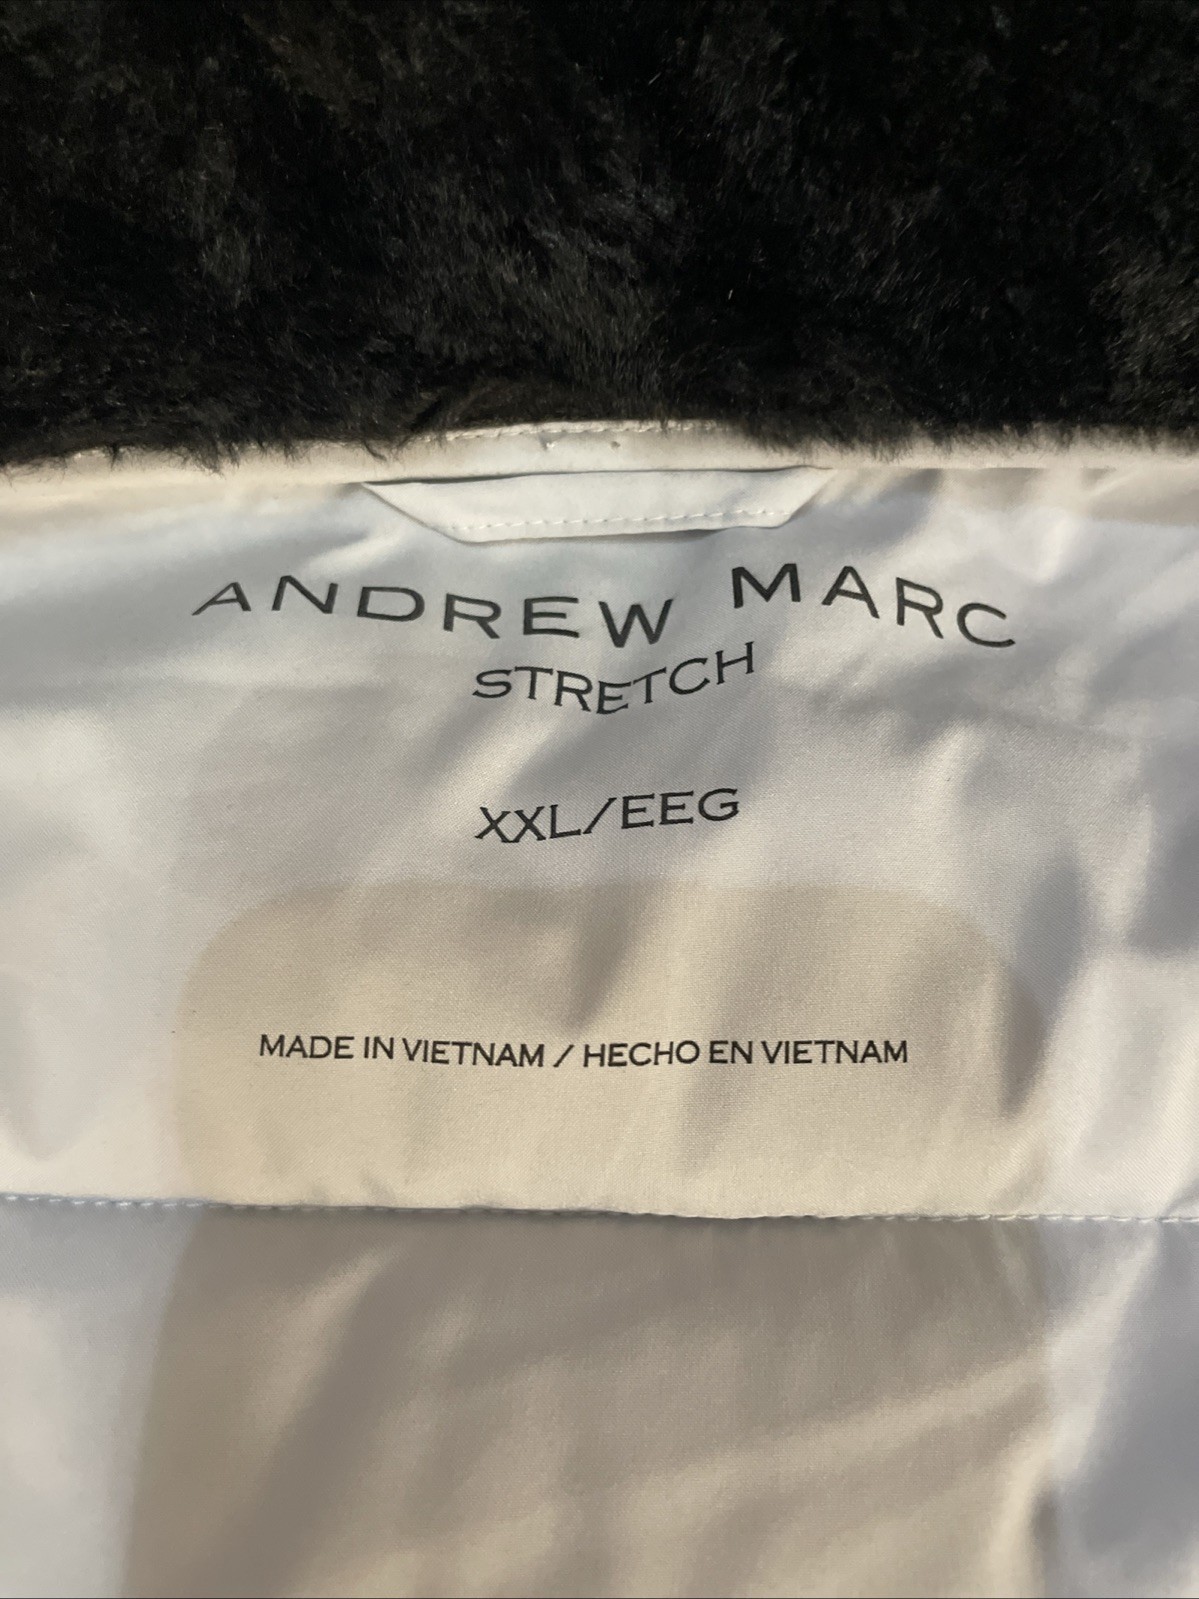 ANDREW MARC
STRETCH
XXL/EEG
MADE IN VIETNAM / HECHO EN VIETNAM